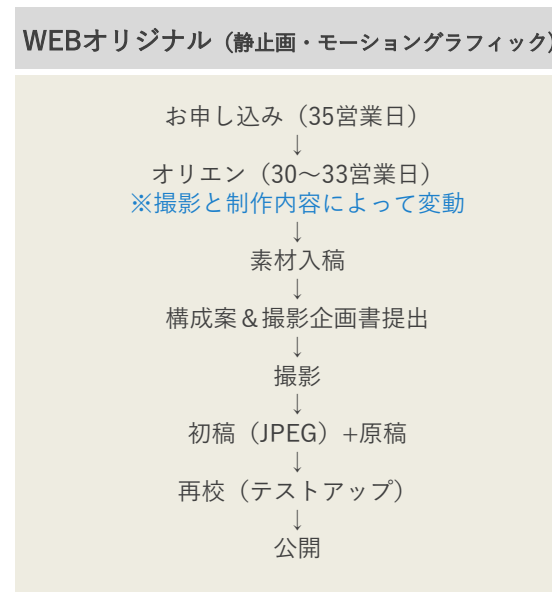 WEBオリジナル（静止画・モーショングラフィック）
お申し込み（35営業日）
↓
オリエン（30～33営業日）
※撮影と制作内容によって変動
↓
素材入稿
↓
構成案＆撮影企画書提出
↓
撮影
↓
初稿（JPEG）+原稿
↓
再校（テストアップ）
↓
公開